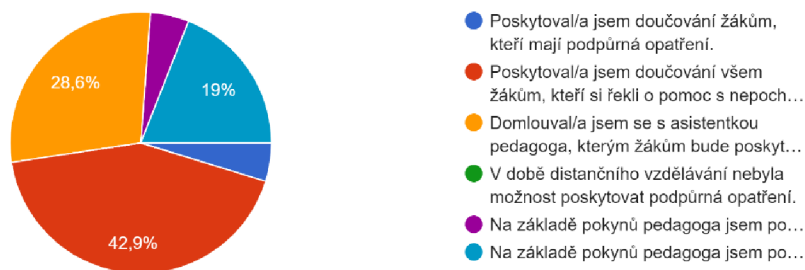 28,6%
19%
42,9%
Poskytoval/a jsem doučování žákům,
kteří mají podpůrná opatření.
Poskytoval/a jsem doučování všem
žákům, kteří si řekli o pomoc s nepoch…
Domlouval/a jsem se s asistentkou
pedagoga, kterým žákům bude poskyt…
V době distančního vzdělávání nebyla
možnost poskytovat podpůrná opatření.
Na základě pokynů pedagoga jsem po…
Na základě pokynů pedagoga jsem po…